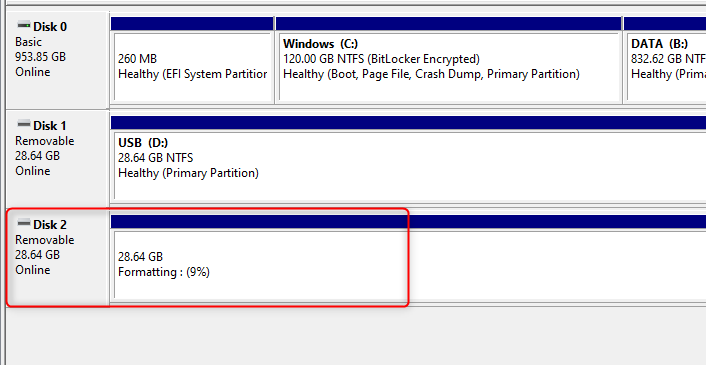 Disk 0
Basic
953.85 GB
Online
260 MB
Healthy (EFI System Partition
Windows (C:)
120.00 GB NTFS (BitLocker Encrypted)
Healthy (Boot, Page File, Crash Dump, Primary Partition)
DATA (B:)
832.62 GB NTF
Healthy (Prima
Disk 1
Removable
28.64 GB
Online
USB (D:)
28.64 GB NTFS
Healthy (Primary Partition)
Disk 2
Removable
28.64 GB
Online
28.64 GB
Formatting : (9%)